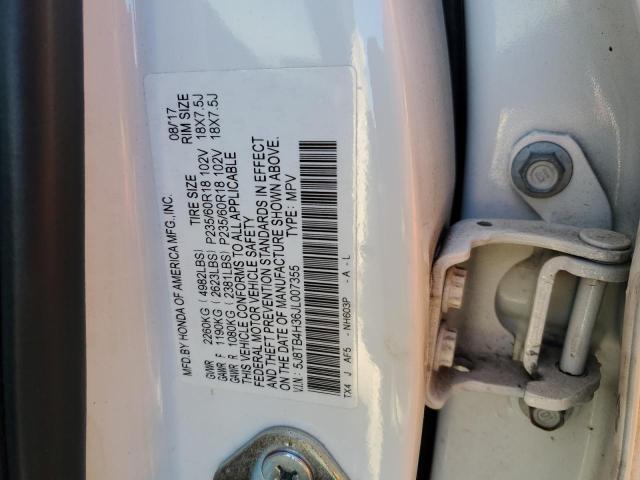 MFD.BY HONDA OF AMERICA MFG.,INC. 08/'17
TIRE SIZE RIM SIZE
GVWR 2260KG ( 4982LBS)
GAWR F 1190KG ( 2623LBS) P235/60R18 102V 18X7.5J
GAWR R 1080KG ( 2381LBS) P235/60R18 102V 18X7.5J
THIS VEHICLE CONFORMS TO ALL APPLICABLE
FEDERAL MOTOR VEHICLE SAFETY
AND THEFT PREVENTION STANDARDS IN EFFECT
ON THE DATE OF MANUFACTURE SHOWN ABOVE.
V.I.N.: 5J8TB4H36JL007355 TYPE: MPV
TX4 J AF5 - NH603P - A - L